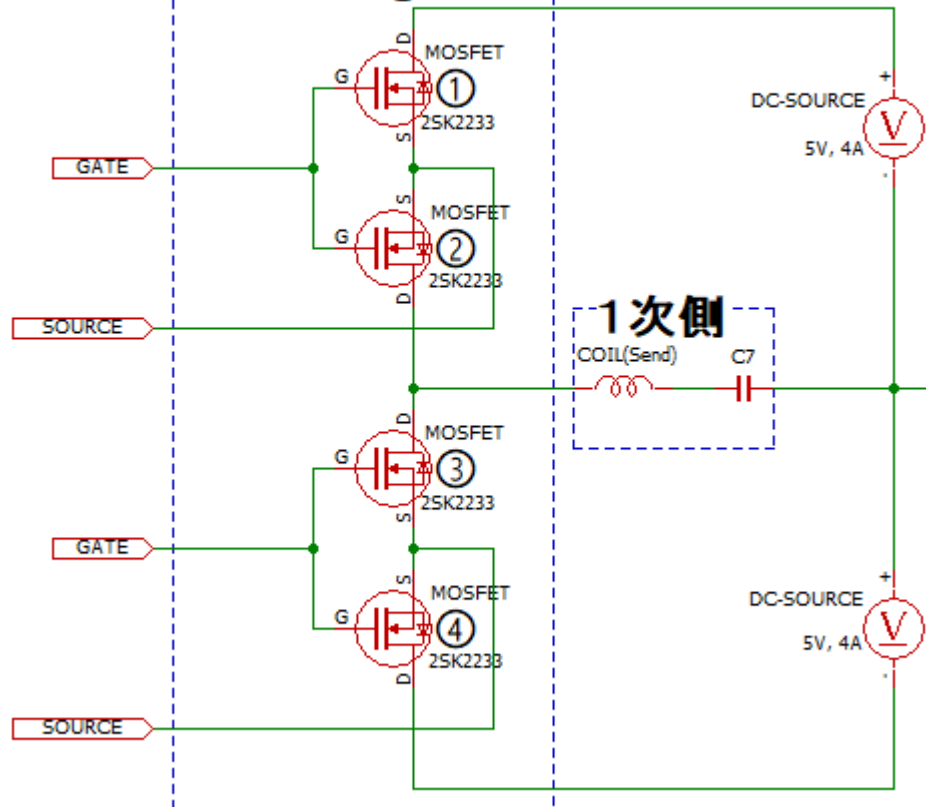 D
MOSFET
G
①
2SK2233
S
GATE
S
MOSFET
G
②
2SK2233
D
SOURCE
+
DC-SOURCE
V
5V, 4A
-
1次側
COIL(Send)
C7
D
MOSFET
G
③
2SK2233
S
GATE
S
MOSFET
G
④
2SK2233
D
SOURCE
+
DC-SOURCE
V
5V, 4A
-